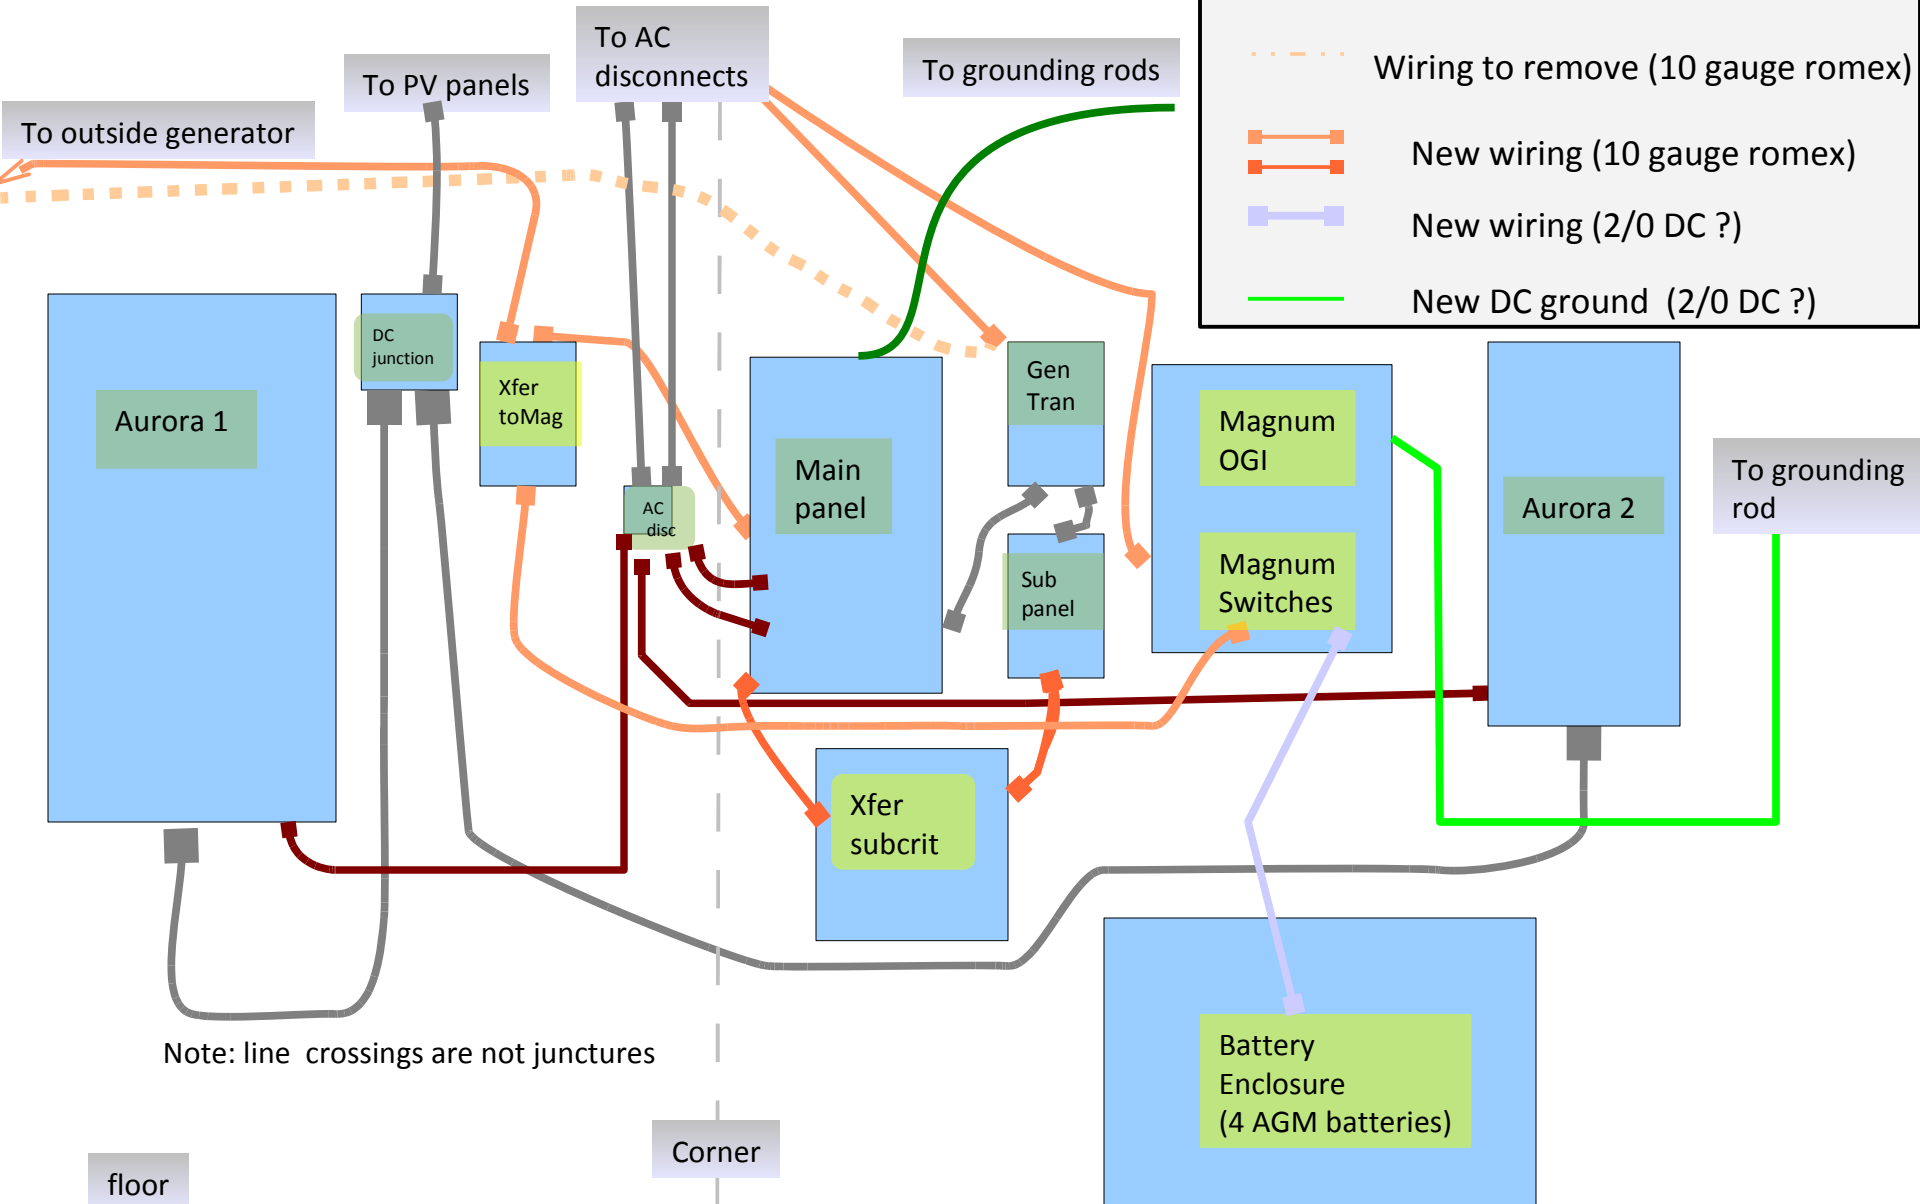 To AC
disconnects
To grounding rods
To PV panels
To outside generator
Wiring to remove (10 gauge romex)
New wiring (10 gauge romex)
New wiring (2/0 DC ?)
New DC ground (2/0 DC ?)
DC
junction
Xfer
toMag
Aurora 1
AC
disc
Main
panel
Gen
Tran
Sub
panel
Magnum
OGI
Magnum
Switches
Aurora 2
To grounding
rod
Xfer
subcrit
Note: line crossings are not junctures
Battery
Enclosure
(4 AGM batteries)
Corner
floor